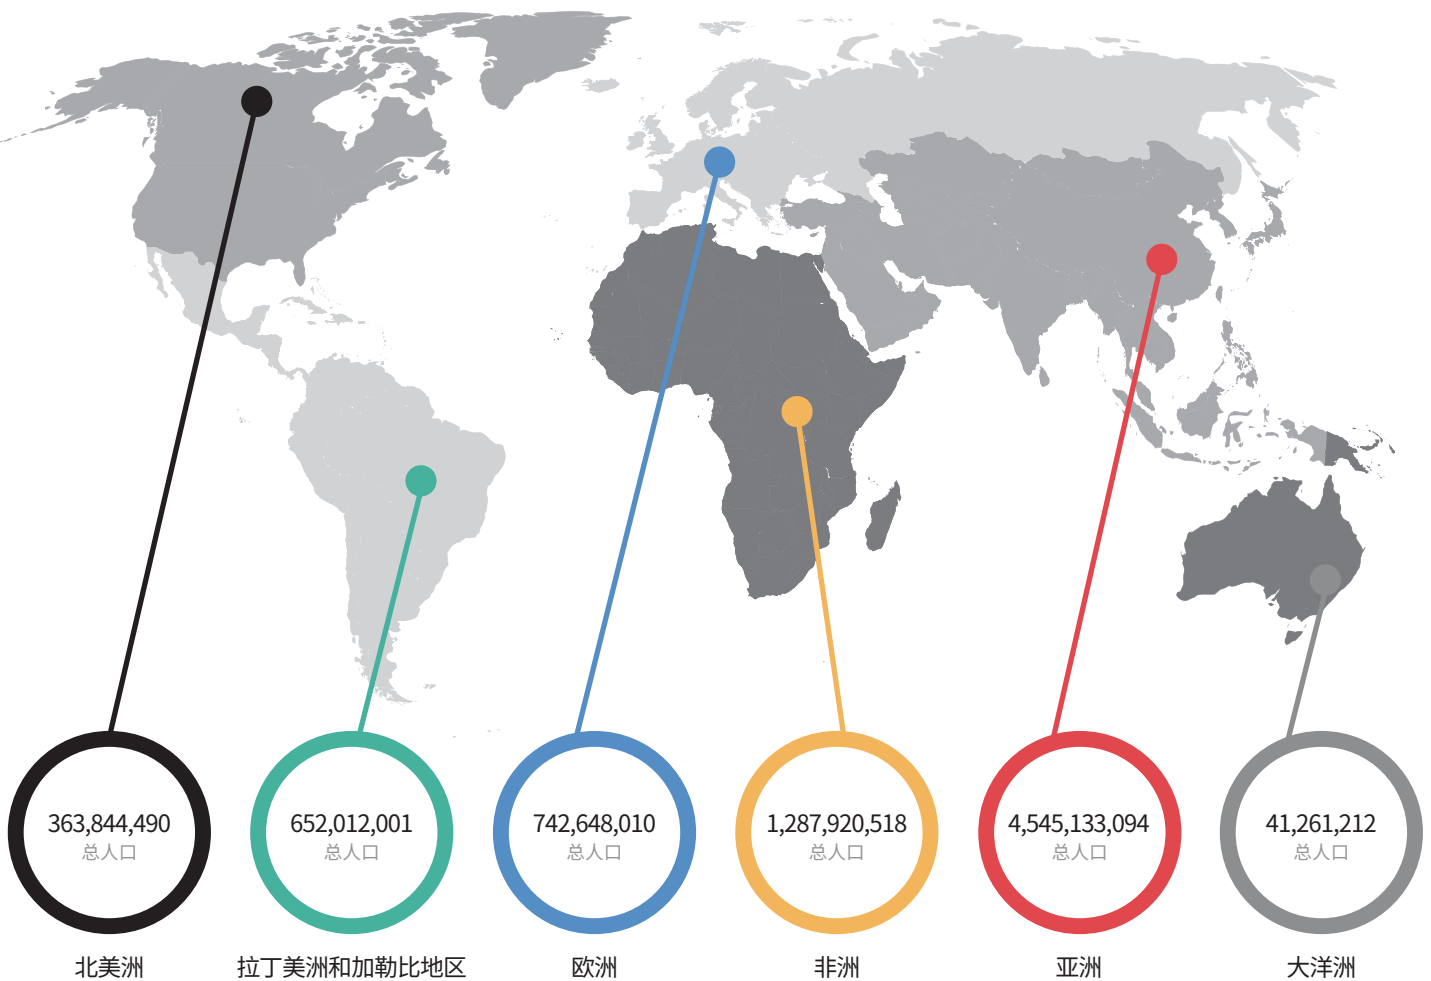 363,844,490
总人口
北美洲
652,012,001
总人口
拉丁美洲和加勒比地区
742,648,010
总人口
欧洲
1,287,920,518
总人口
非洲
4,545,133,094
总人口
亚洲
41,261,212
总人口
大洋洲